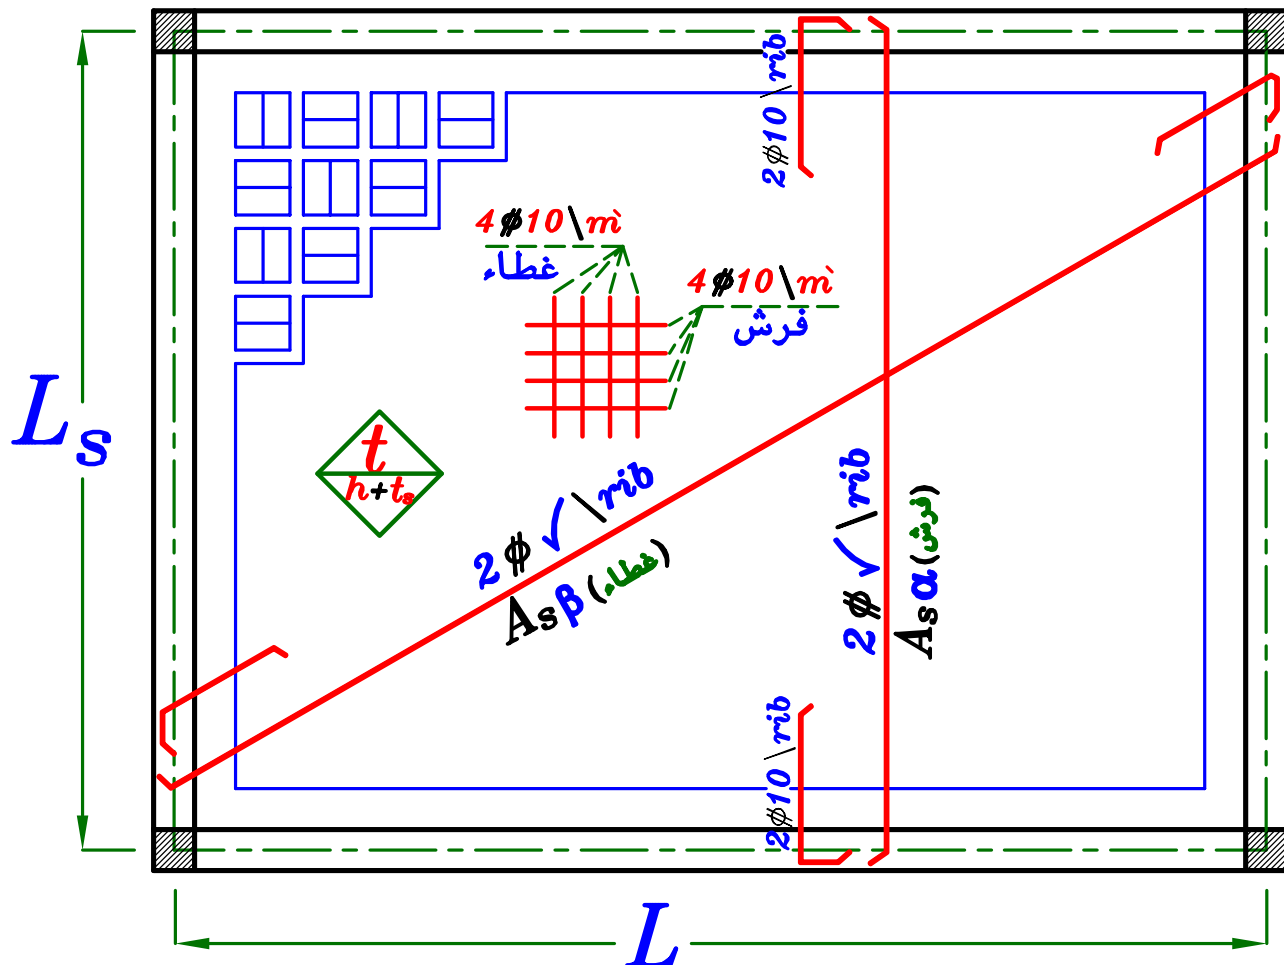 2φ10 \ rib
4φ10\m`
غطاء
4φ10\m`
فرش
Ls
t
h+ts
2φ√\rib
Asβ(غطاء)
2φ√\rib
Asα(فرش)
2φ10 \ rib
L